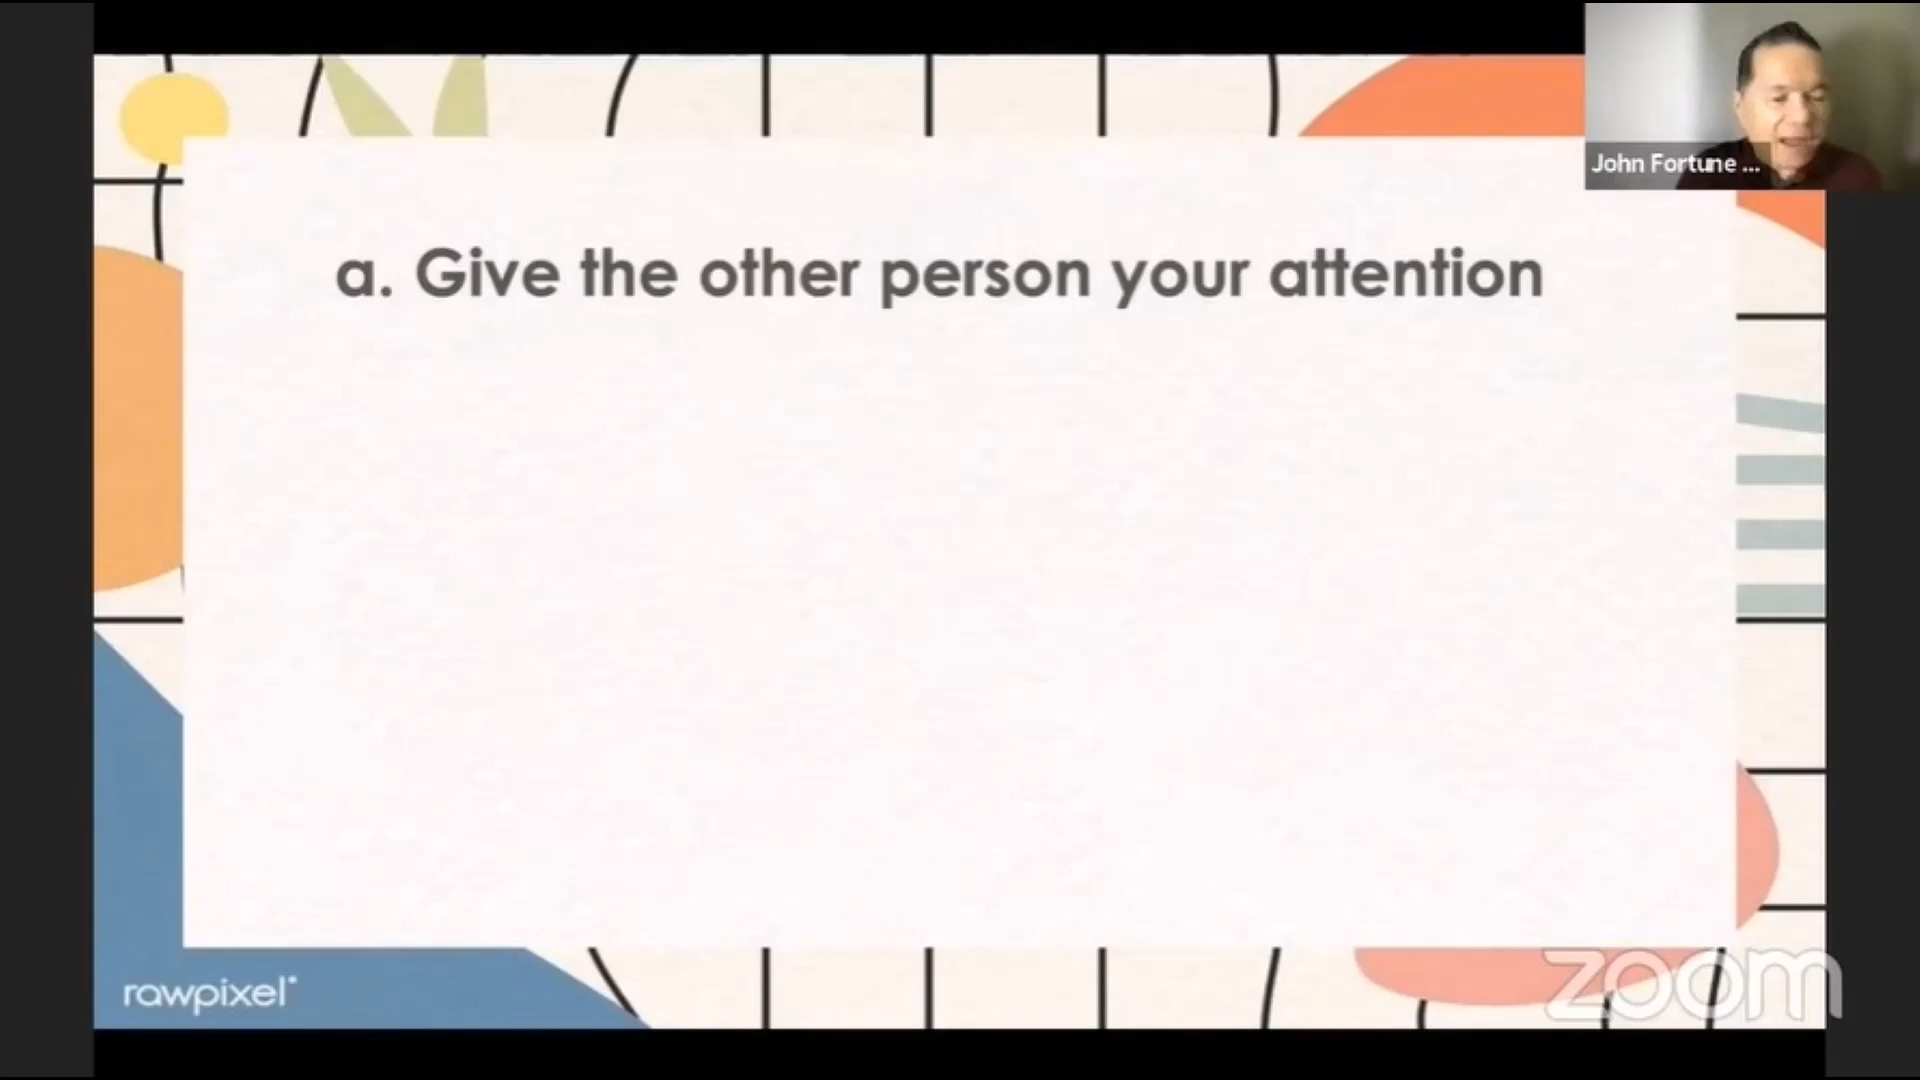 John Fortune ...
a. Give the other person your attention
rawpixel
zoom